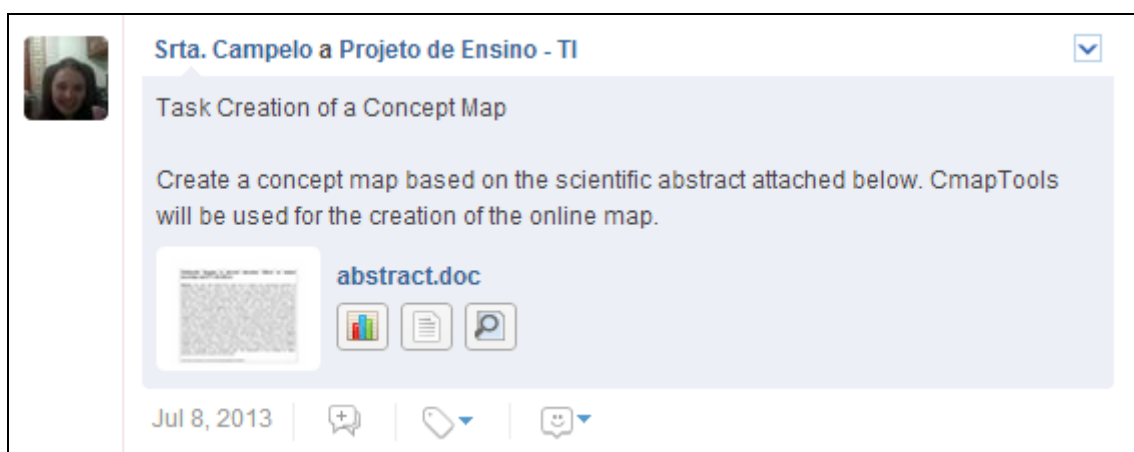 Srta. Campelo a Projeto de Ensino - TI
Task Creation of a Concept Map
Create a concept map based on the scientific abstract attached below. CmapTools
will be used for the creation of the online map.
abstract.doc
Jul 8, 2013